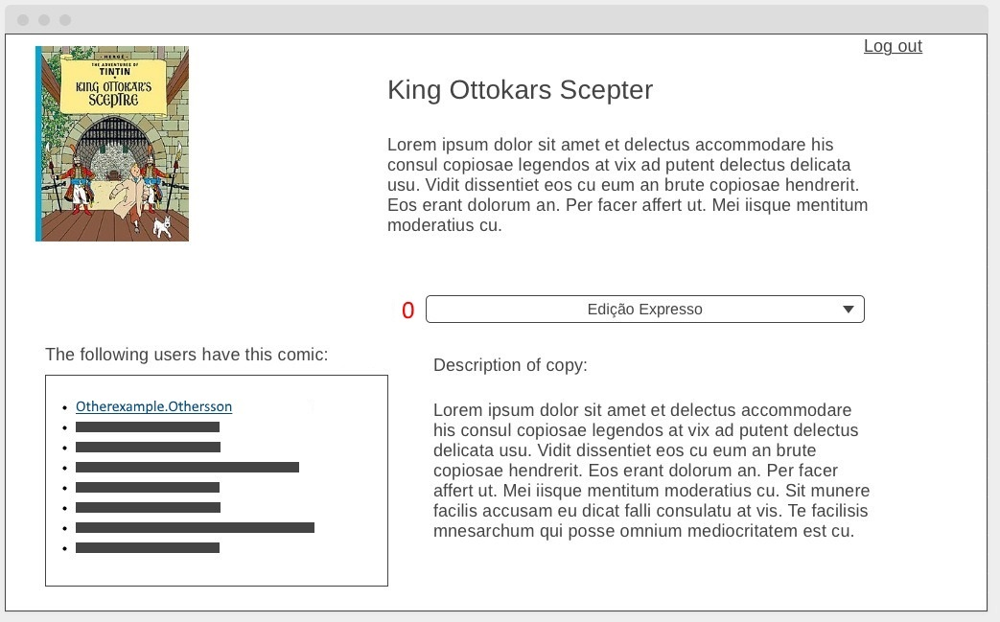 Log out
HERGÉ
THE ADVENTURES OF
TINTIN
KING OTTOKAR'S
SCEPTRE
King Ottokars Scepter
Lorem ipsum dolor sit amet et delectus accommodare his
consul copiosae legendos at vix ad putent delectus delicata
usu. Vidit dissentiet eos cu eum an brute copiosae hendrerit.
Eos erant dolorum an. Per facer affert ut. Mei iisque mentitum
moderatius cu.
0
Edição Expresso
The following users have this comic:
Otherexample.Othersson
Description of copy:
Lorem ipsum dolor sit amet et delectus accommodare
his consul copiosae legendos at vix ad putent delectus
delicata usu. Vidit dissentiet eos cu eum an brute
copiosae hendrerit. Eos erant dolorum an. Per facer
affert ut. Mei iisque mentitum moderatius cu. Sit munere
facilis accusam eu dicat falli consulatu at vis. Te facilisis
mnesarchum qui posse omnium mediocritatem est cu.